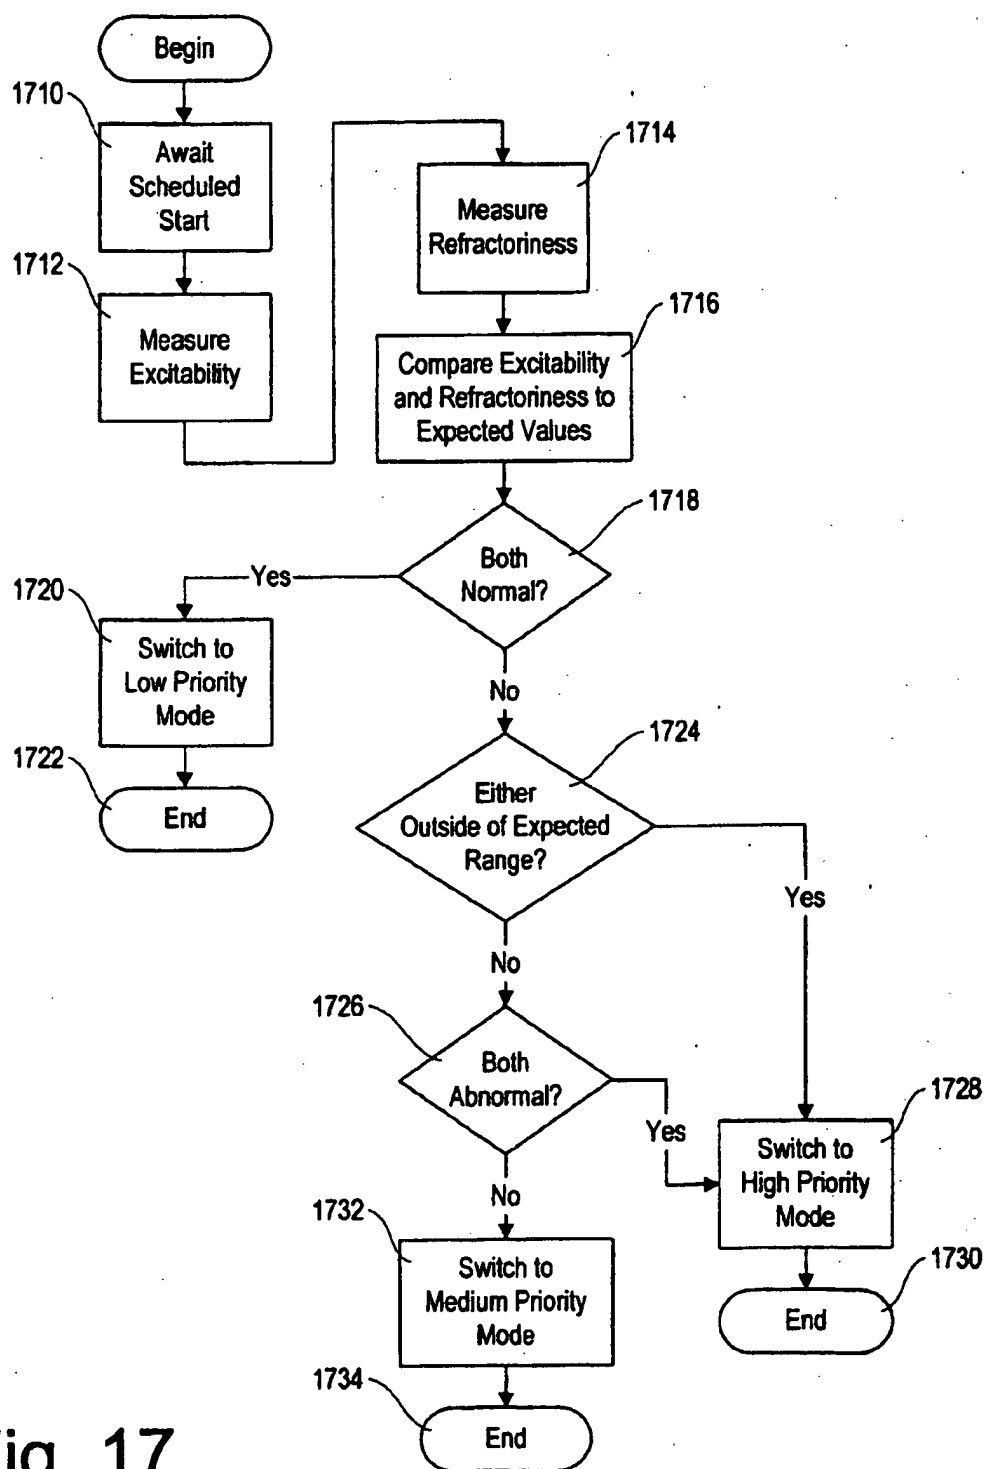 Begin
1710
Await
Scheduled
Start
1712
Measure
Excitability
1714
Measure
Refractoriness
1716
Compare Excitability
and Refractoriness to
Expected Values
1718
Both
Normal?
Yes
1720
Switch to
Low Priority
Mode
1722
End
No
1724
Either
Outside of Expected
Range?
Yes
No
1726
Both
Abnormal?
Yes
1728
Switch to
High Priority
Mode
1730
End
No
1732
Switch to
Medium Priority
Mode
1734
End
ig. 17